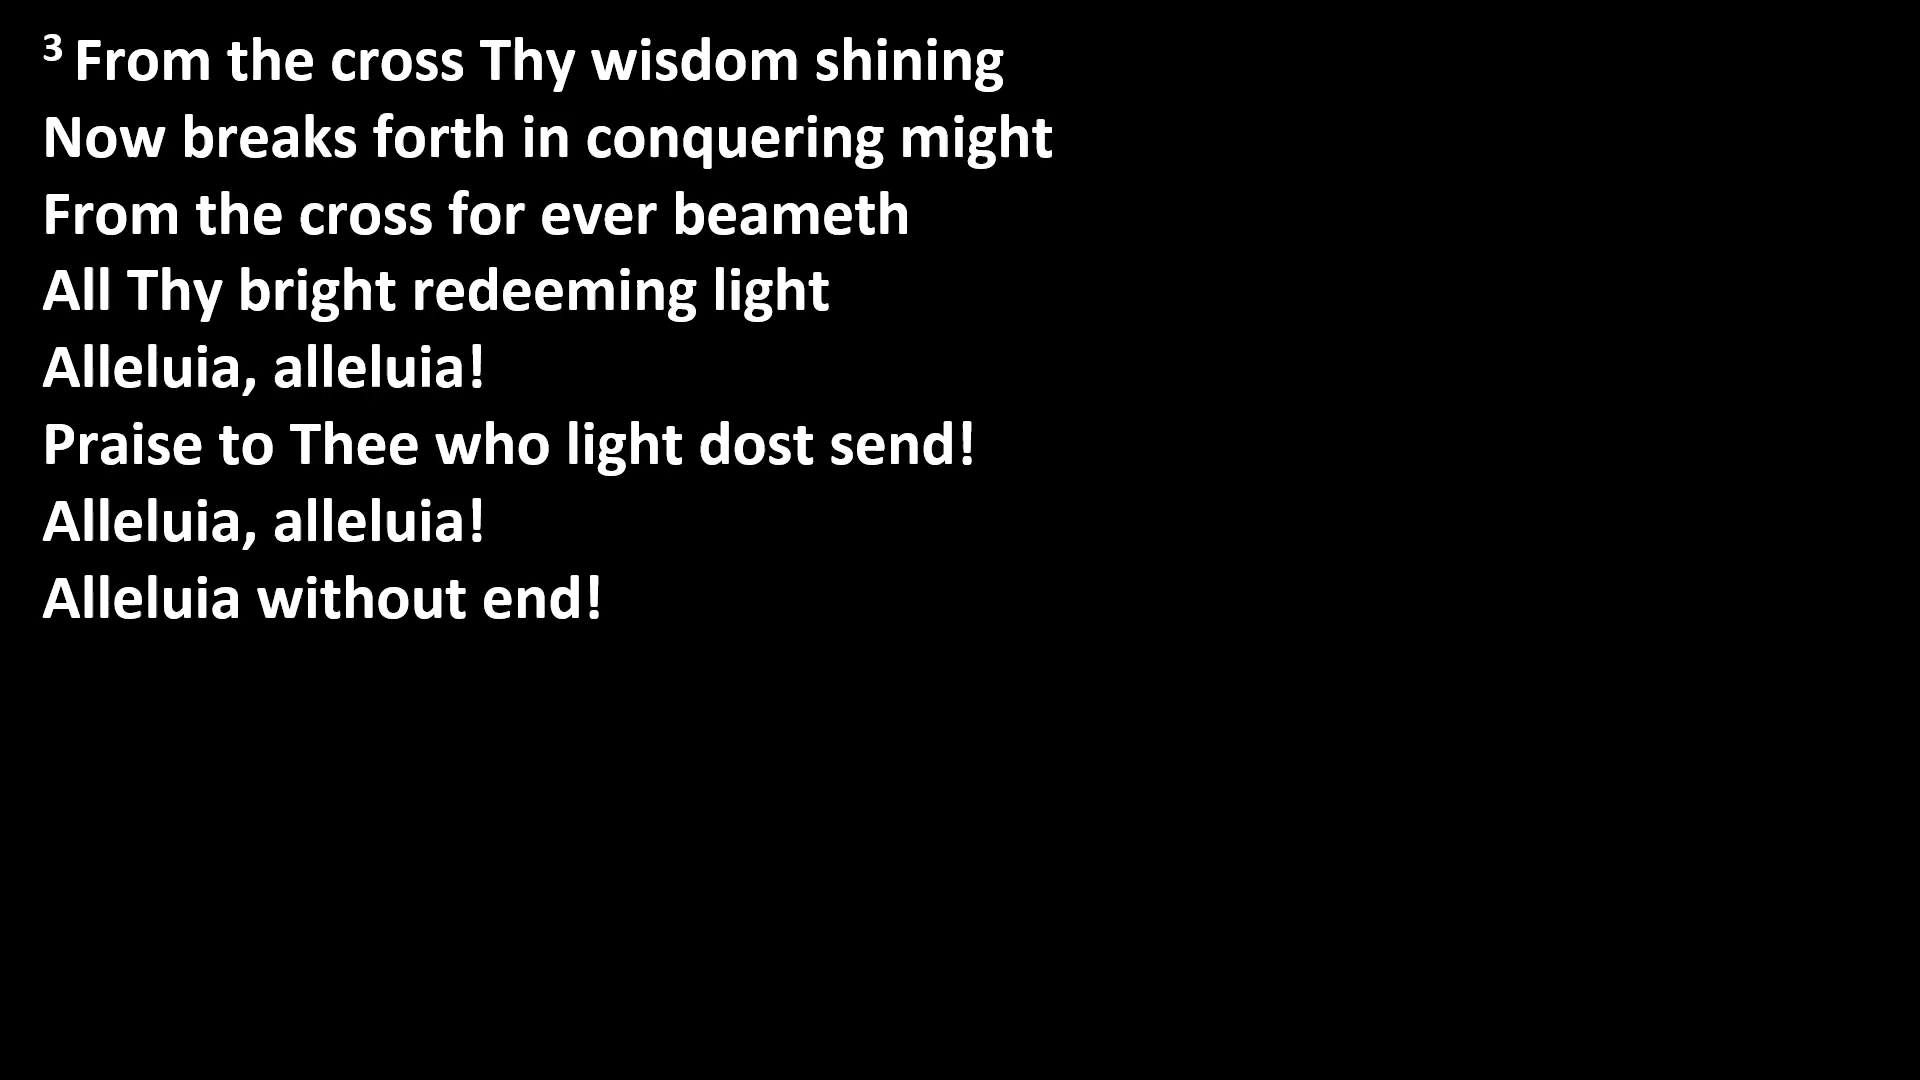 3 From the cross Thy wisdom shining
Now breaks forth in conquering might
From the cross for ever beameth
All Thy bright redeeming light
Alleluia, alleluia!
Praise to Thee who light dost send!
Alleluia, alleluia!
Alleluia without end!